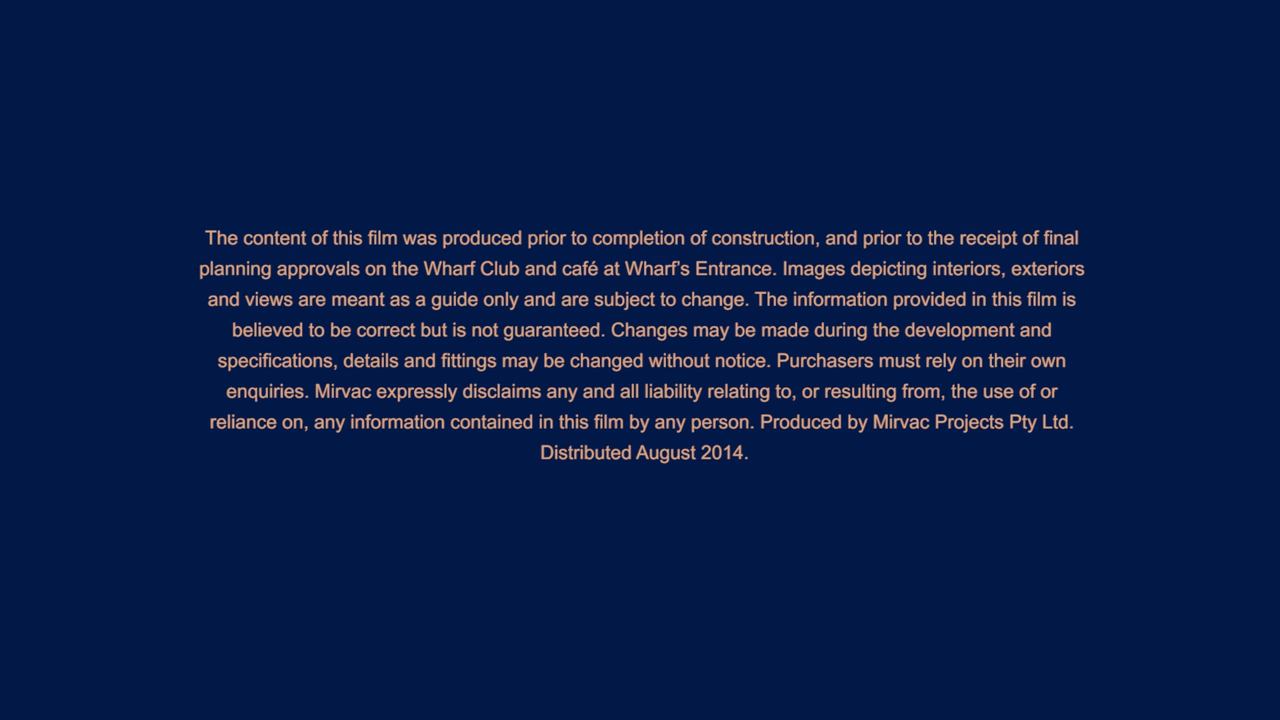 The content of this film was produced prior to completion of construction, and prior to the receipt of final
planning approvals on the Wharf Club and café at Wharf's Entrance. Images depicting interiors, exteriors
and views are meant as a guide only and are subject to change. The information provided in this film is
believed to be correct but is not guaranteed. Changes may be made during the development and
specifications, details and fittings may be changed without notice. Purchasers must rely on their own
enquiries. Mirvac expressly disclaims any and all liability relating to, or resulting from, the use of or
reliance on, any information contained in this film by any person. Produced by Mirvac Projects Pty Ltd.
Distributed August 2014.